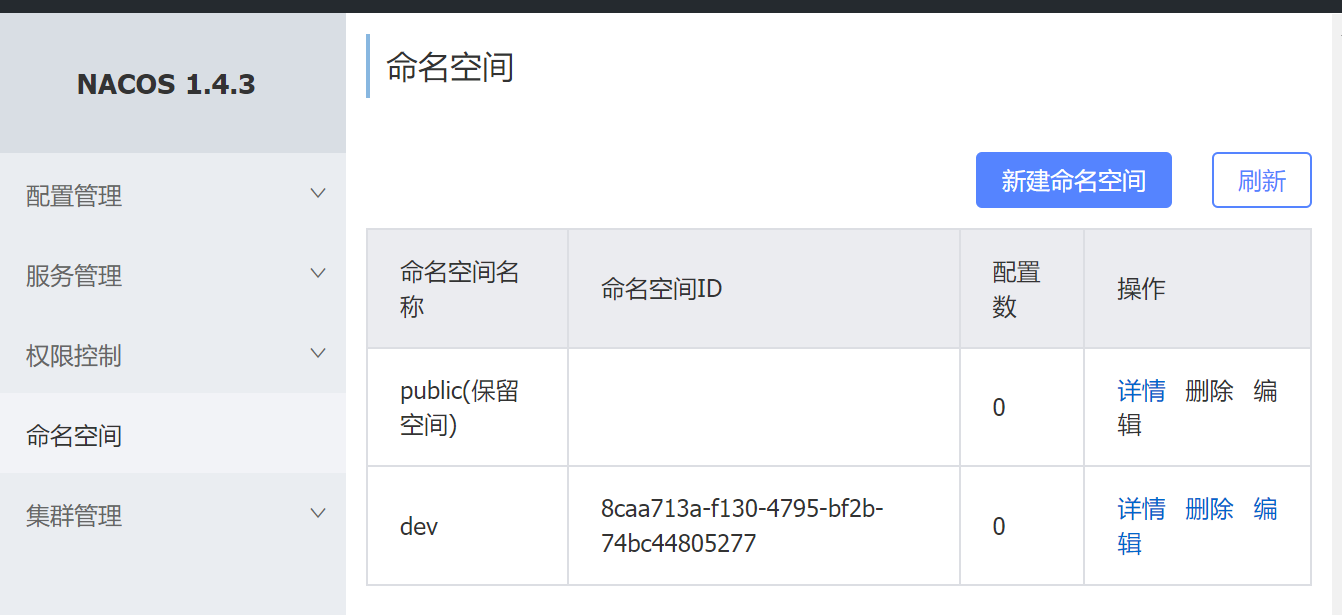 NACOS 1.4.3
配置管理
服务管理
权限控制
命名空间
集群管理
命名空间
新建命名空间
刷新
命名空间名
称
命名空间ID
配置
数
操作
public(保留
空间)
0
详情 删除 编
辑
dev
8caa713a-f130-4795-bf2b-
74bc44805277
0
详情 删除 编
辑